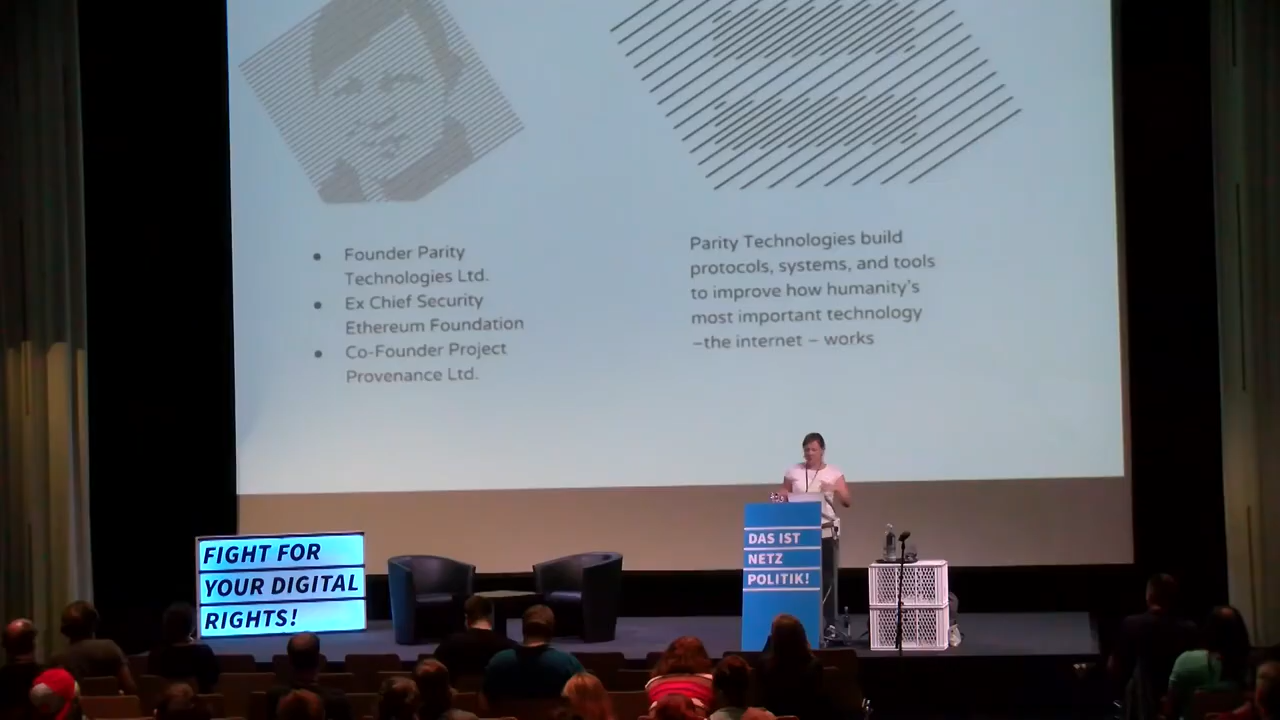 Founder Parity
Technologies Ltd.
Ex Chief Security
Ethereum Foundation
Co-Founder Project
Provenance Ltd.
Parity Technologies build
protocols, systems, and tools
to improve how humanity's
most important technology
–the internet – works
FIGHT FOR
YOUR DIGITAL
RIGHTS!
DAS IST
NETZ
POLITIK!